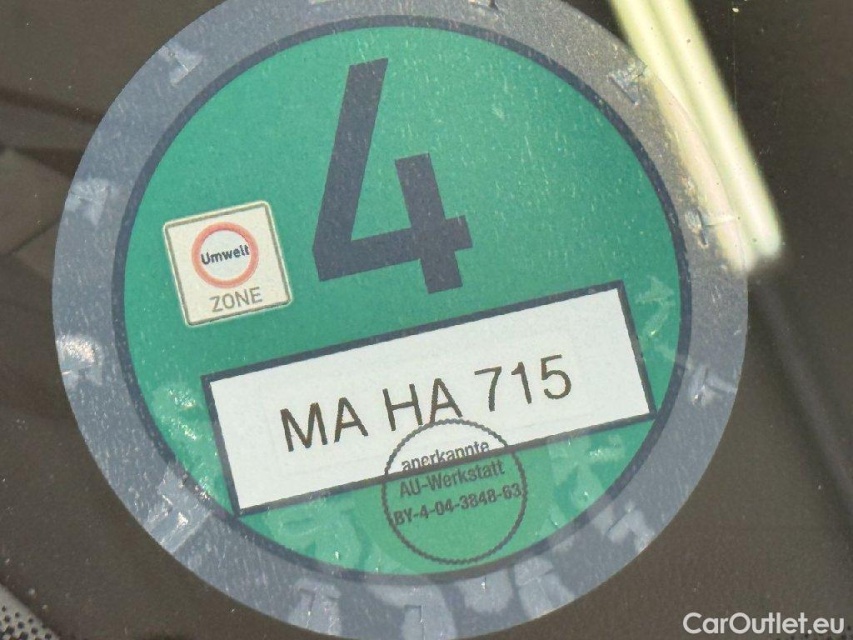 4
Umwelt
ZONE
MA HA 715
anerkannte
AU-Werkstatt
BY-4-04-3848-63
CarOutlet.eu